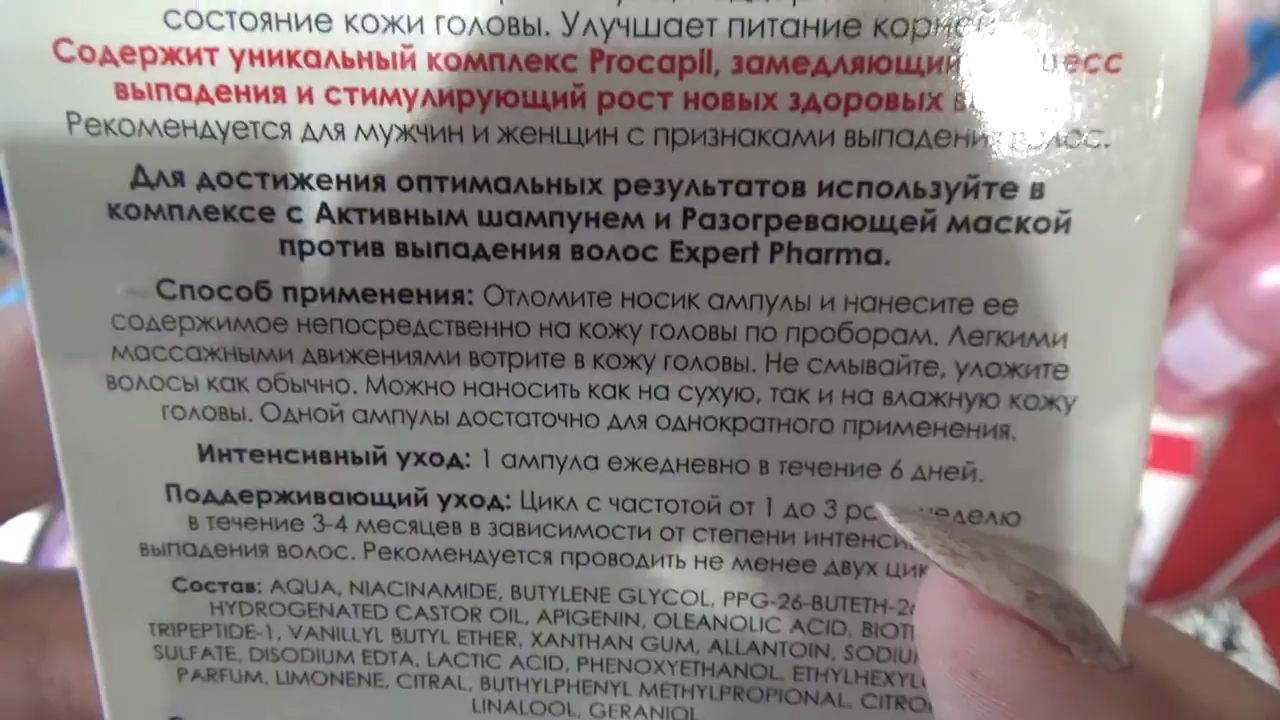 состояние кожи головы. Улучшает питание
Содержит уникальный комплекс Procapil, замедляющий
выпадения и стимулирующий рост новых здоровых
Рекомендуется для мужчин и женщин с признаками выпадения волос.
Для достижения оптимальных результатов используйте в
комплексе с Активным шампунем и Разогревающей маской
против выпадения волос Expert Pharma.
Способ применения: Отломите носик ампулы и нанесите ее
содержимое непосредственно на кожу головы по проборам. Легкими
массажными движениями вотрите в кожу головы. Не смывайте, уложите
волосы как обычно. Можно наносить как на сухую, так и на влажную кожу
головы. Одной ампулы достаточно для однократного применения.
Интенсивный уход: 1 ампула ежедневно в течение 6 дней.
Поддерживающий уход: Цикл с частотой от 1 до 3 неделю
в течение 3-4 месяцев в зависимости от степени
выпадения волос. Рекомендуется проводить не менее двух
Состав: AQUA, NIACINAMIDE, BUTYLENE GLYCOL,
HYDROGENATED CASTOR OIL, APIGENIN, OLEANOLIC ACID,
TRIPEPTIDE-1, VANILLYL BUTYL ETHER, XANTHAN GUM, ALLANTOIN,
SULFATE, DISODIUM EDTA, LACTIC ACID, PHENOXYETHANOL,
PARFUM, LIMONENE, CITRAL, BUTHYLPHENYL METHYLPROPIONAL,
LINALOOL, GERANIOL